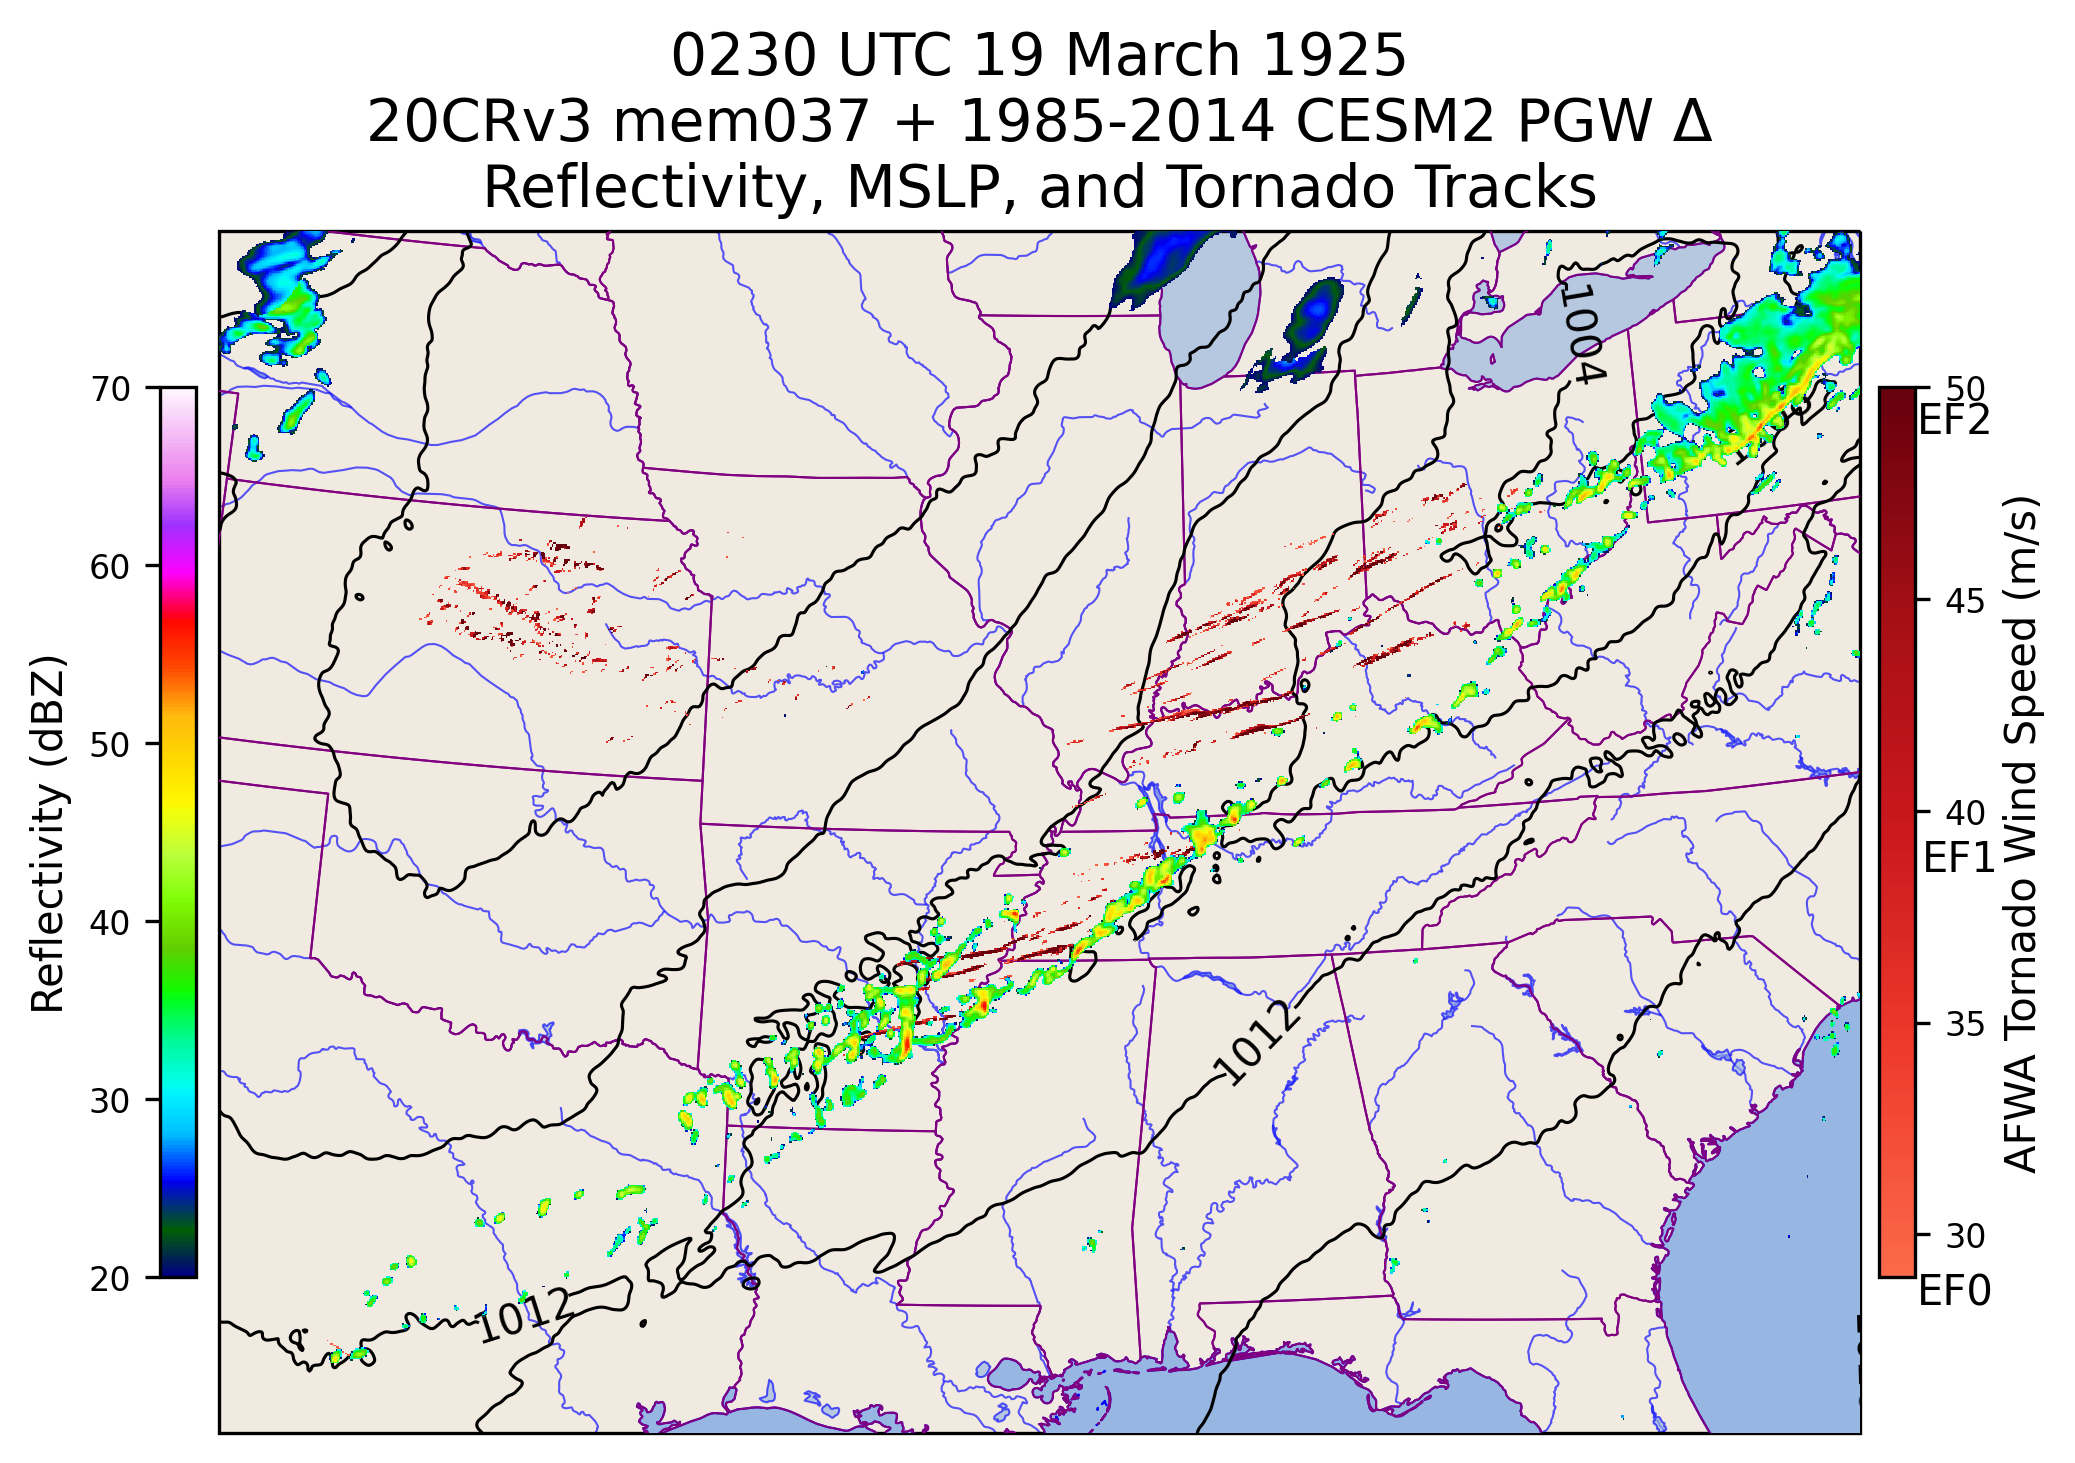 0230 UTC 19 March 1925
20CRv3 mem037 + 1985-2014 CESM2 PGW Δ
Reflectivity, MSLP, and Tornado Tracks
Reflectivity (dBZ)
70
60
50
40
30
20
1004
1012
1012
50
EF2
45
40
EF1
35
30
EF0
AFWA Tornado Wind Speed (m/s)